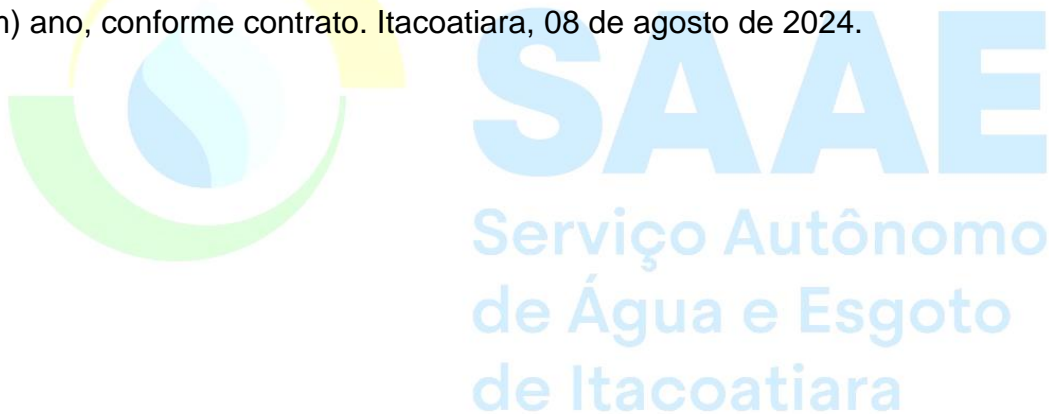 ) ano, conforme contrato. Itacoatiara, 08 de agosto de 2024.
SAAE
Serviço Autônomo
de Água e Esgoto
de Itacoatiara